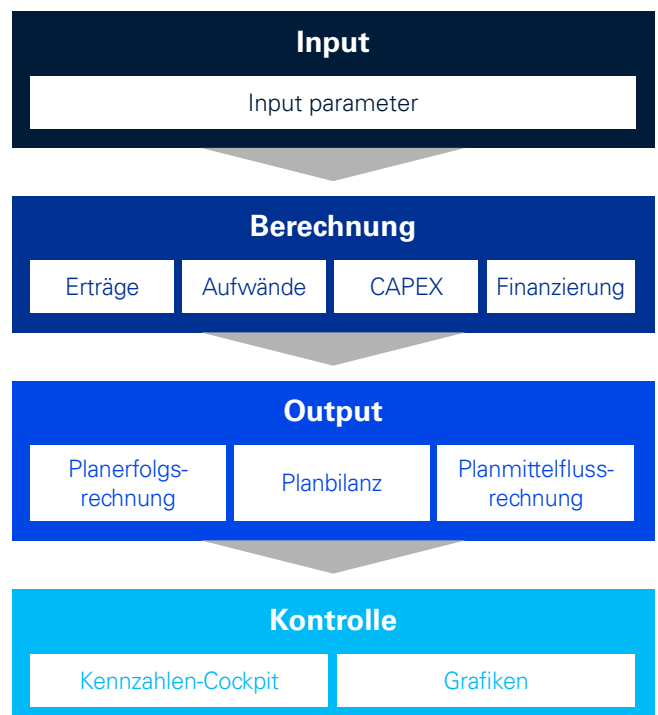 Input
Input parameter
Berechnung
Erträge
Aufwände
CAPEX
Finanzierung
Output
Planerfolgs-
rechnung
Planbilanz
Planmittelfluss-
rechnung
Kontrolle
Kennzahlen-Cockpit
Grafiken